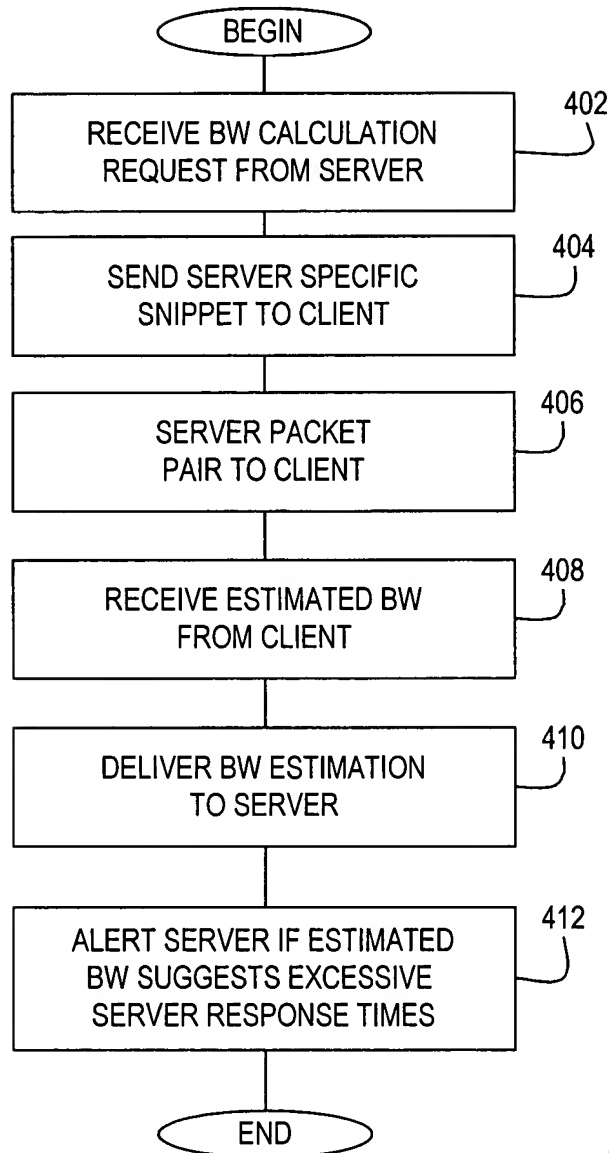 BEGIN
402
RECEIVE BW CALCULATION
REQUEST FROM SERVER
404
SEND SERVER SPECIFIC
SNIPPET TO CLIENT
406
SERVER PACKET
PAIR TO CLIENT
408
RECEIVE ESTIMATED BW
FROM CLIENT
410
DELIVER BW ESTIMATION
TO SERVER
412
ALERT SERVER IF ESTIMATED
BW SUGGESTS EXCESSIVE
SERVER RESPONSE TIMES
END